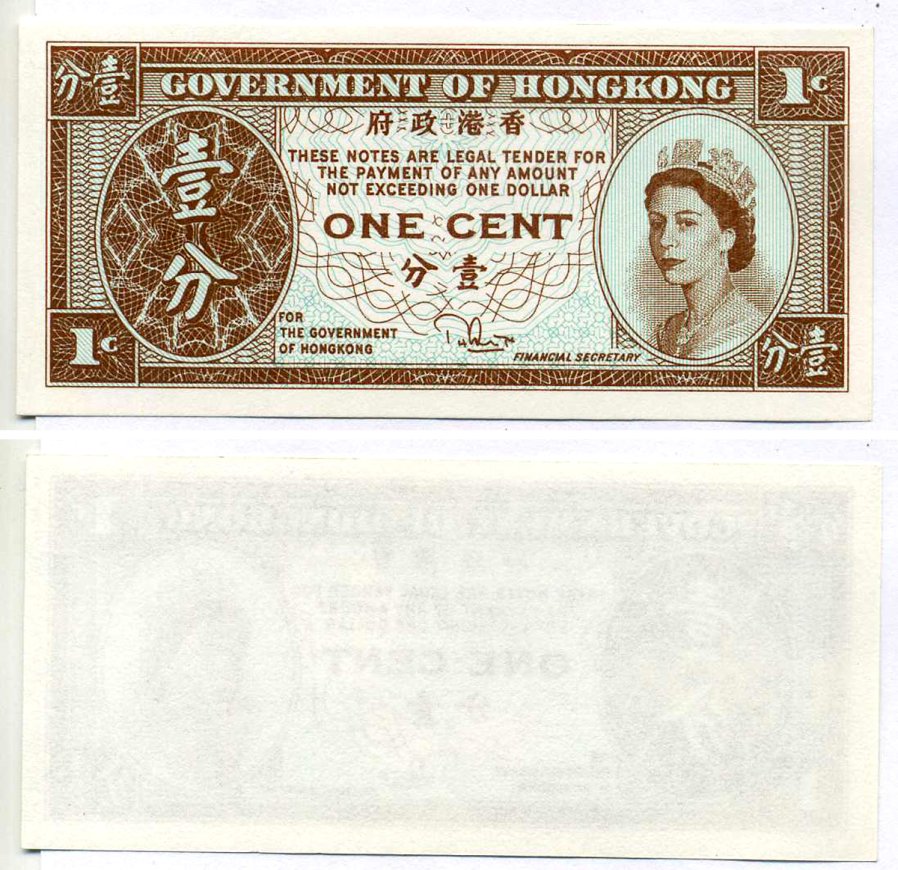 分壹
GOVERNMENT OF HONGKONG
1C
府政港香
THESE NOTES ARE LEGAL TENDER FOR
THE PAYMENT OF ANY AMOUNT
NOT EXCEEDING ONE DOLLAR
壹
分
ONE CENT
分壹
FOR
THE GOVERNMENT
OF HONGKONG
FINANCIAL SECRETARY
1C
分壹
ONE CENT